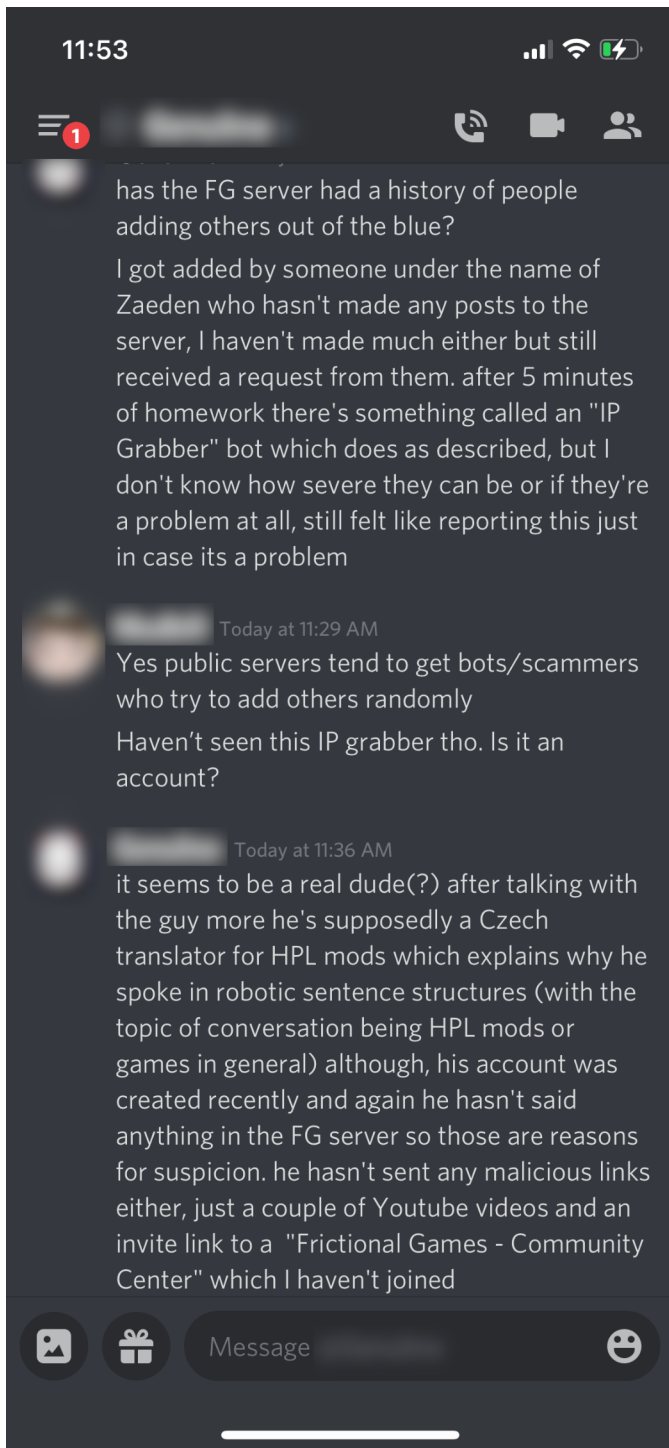 11:53
1
has the FG server had a history of people
adding others out of the blue?
I got added by someone under the name of
Zaeden who hasn't made any posts to the
server, I haven't made much either but still
received a request from them. after 5 minutes
of homework there's something called an "IP
Grabber" bot which does as described, but I
don't know how severe they can be or if they're
a problem at all, still felt like reporting this just
in case its a problem
Today at 11:29 AM
Yes public servers tend to get bots/scammers
who try to add others randomly
Haven't seen this IP grabber tho. Is it an
account?
Today at 11:36 AM
it seems to be a real dude(?) after talking with
the guy more he's supposedly a Czech
translator for HPL mods which explains why he
spoke in robotic sentence structures (with the
topic of conversation being HPL mods or
games in general) although, his account was
created recently and again he hasn't said
anything in the FG server so those are reasons
for suspicion. he hasn't sent any malicious links
either, just a couple of Youtube videos and an
invite link to a  "Frictional Games - Community
Center" which I haven't joined
Message